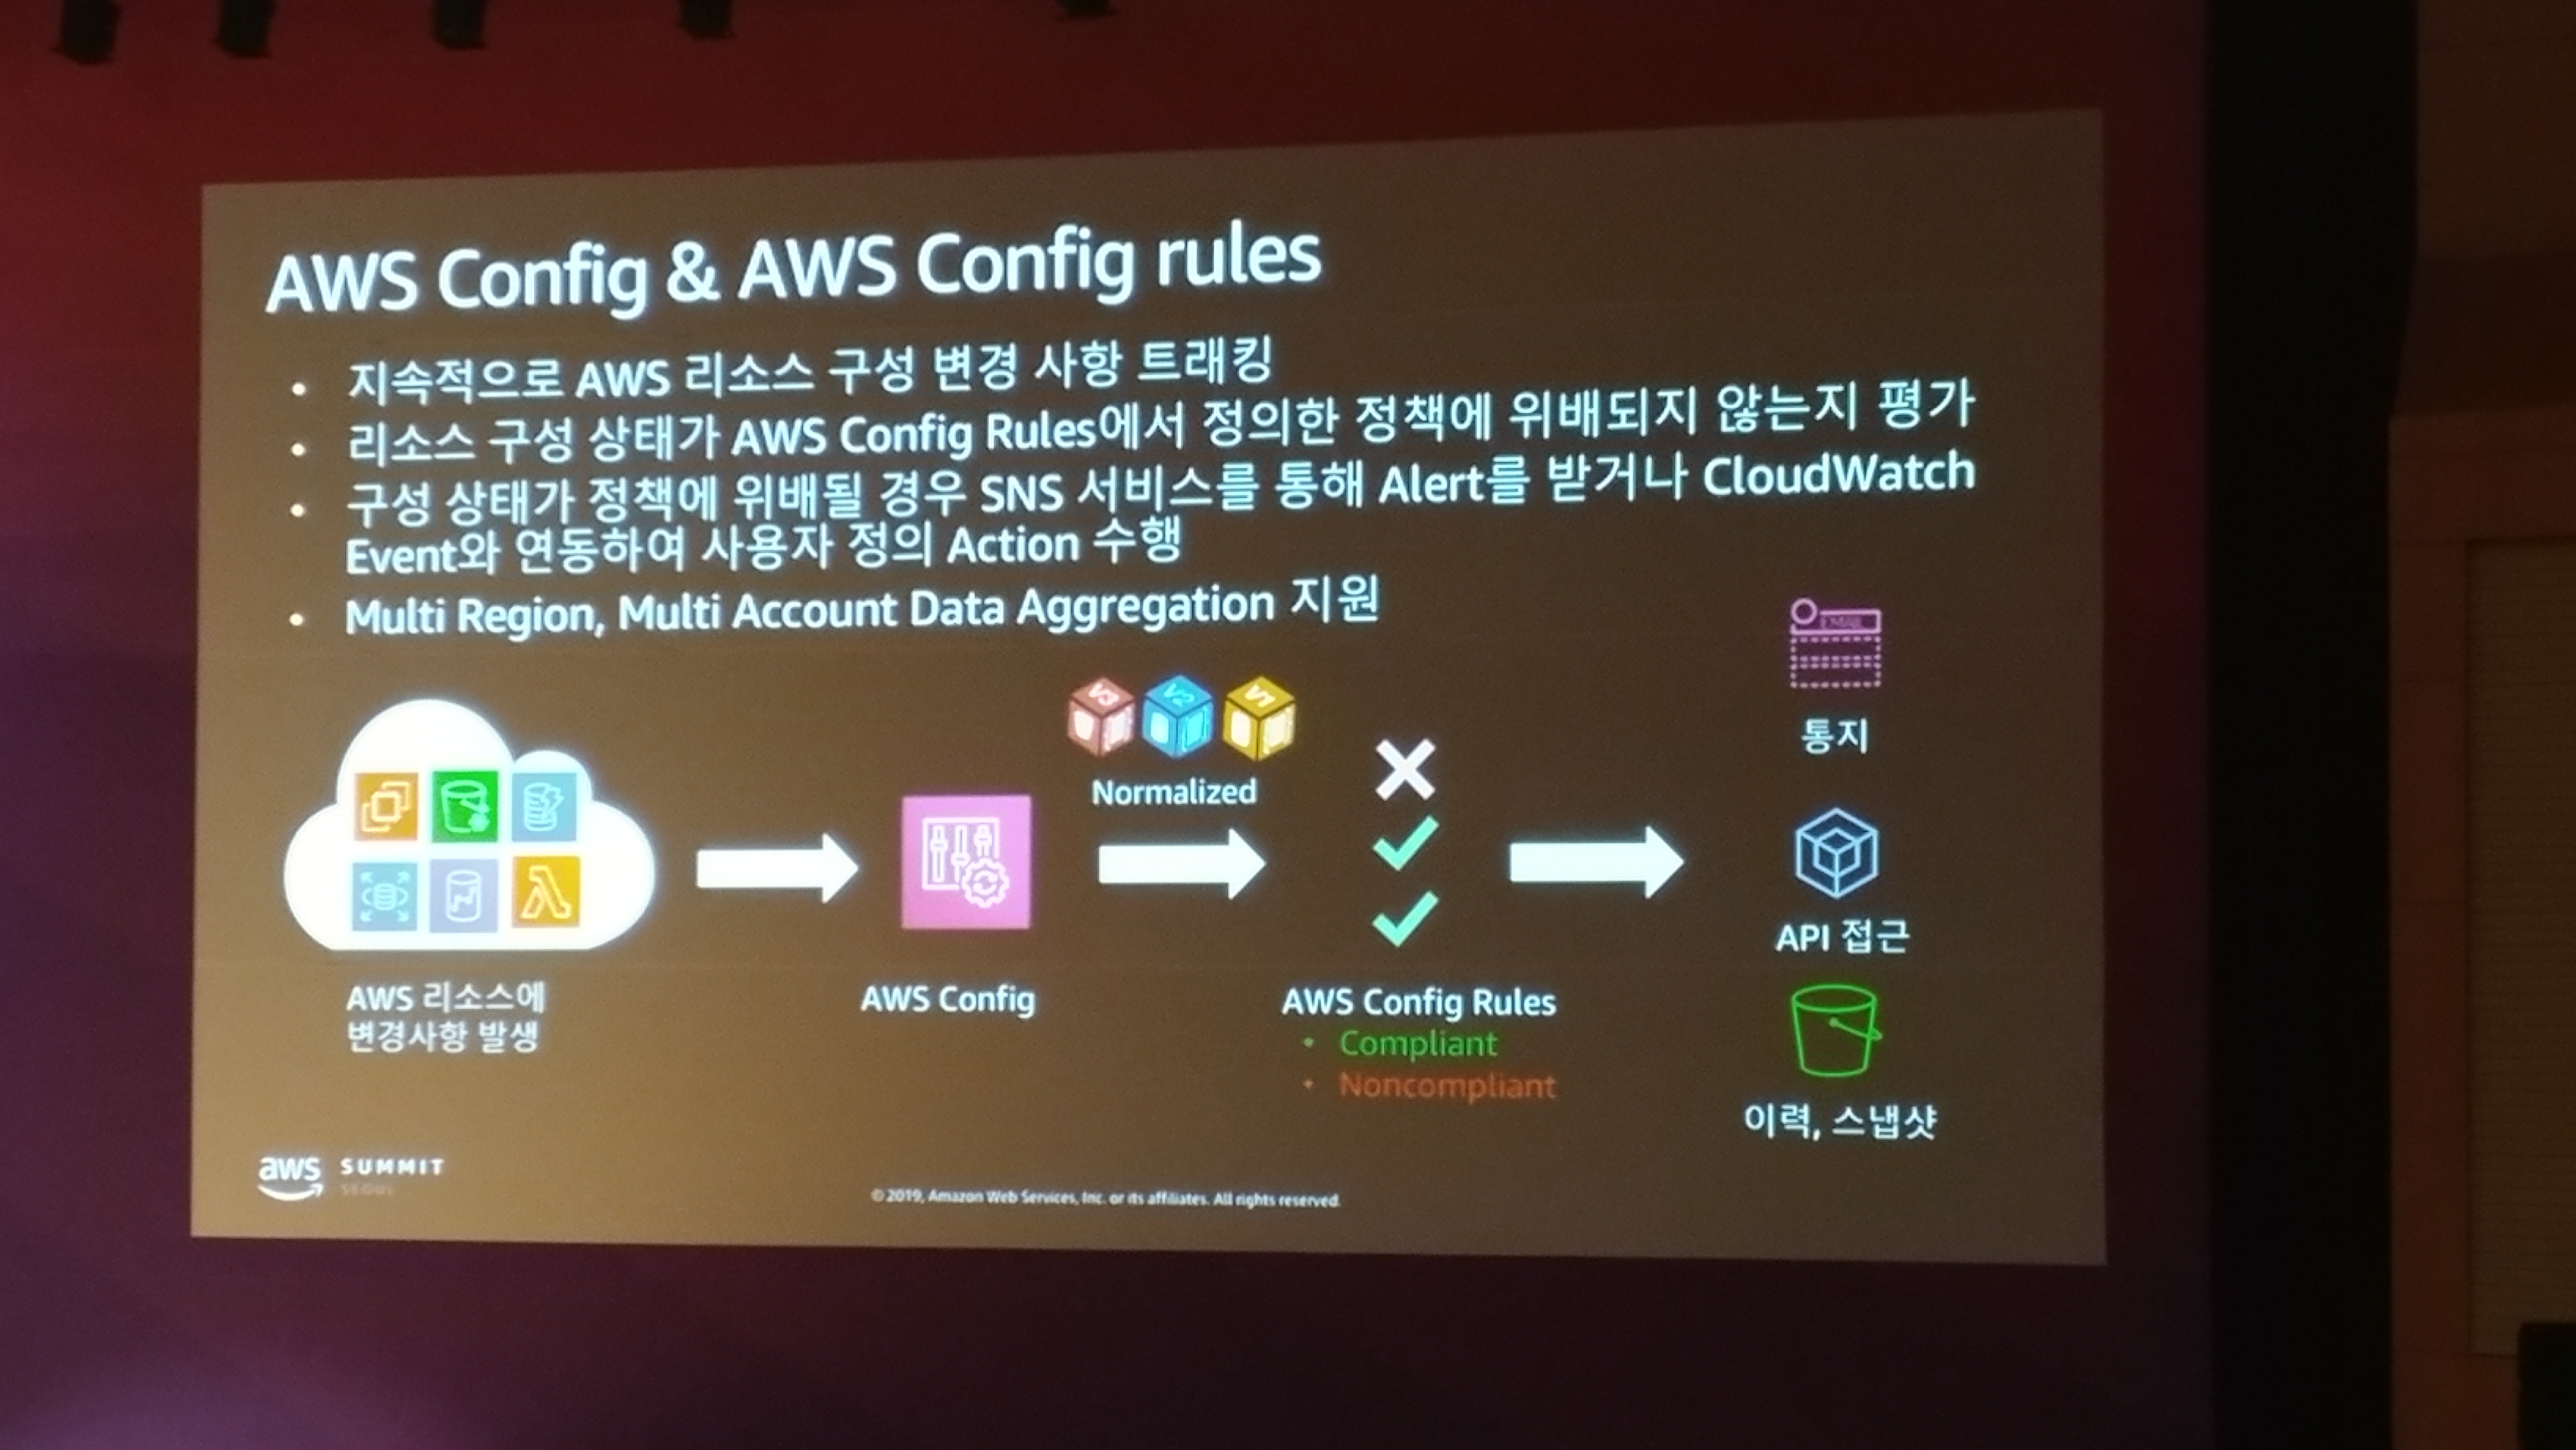 AWS Config & AWS Config rules
• 지속적으로 AWS 리소스 구성 변경 사항 트래킹
• 리소스 구성 상태가 AWS Config Rules에서 정의한 정책에 위배되지 않는지 평가
• 구성 상태가 정책에 위배될 경우 SNS 서비스를 통해 Alert를 받거나 CloudWatch
Event와 연동하여 사용자 정의 Action 수행
• Multi Region, Multi Account Data Aggregation 지원
EMAIL
통지
V3 V2 V1
Normalized
API 접근
AWS 리소스에
변경사항 발생
AWS Config
AWS Config Rules
• Compliant
• Noncompliant
이력, 스냅샷
aws SUMMIT
SEOUL
© 2019, Amazon Web Services, Inc. or its affiliates. All rights reserved.